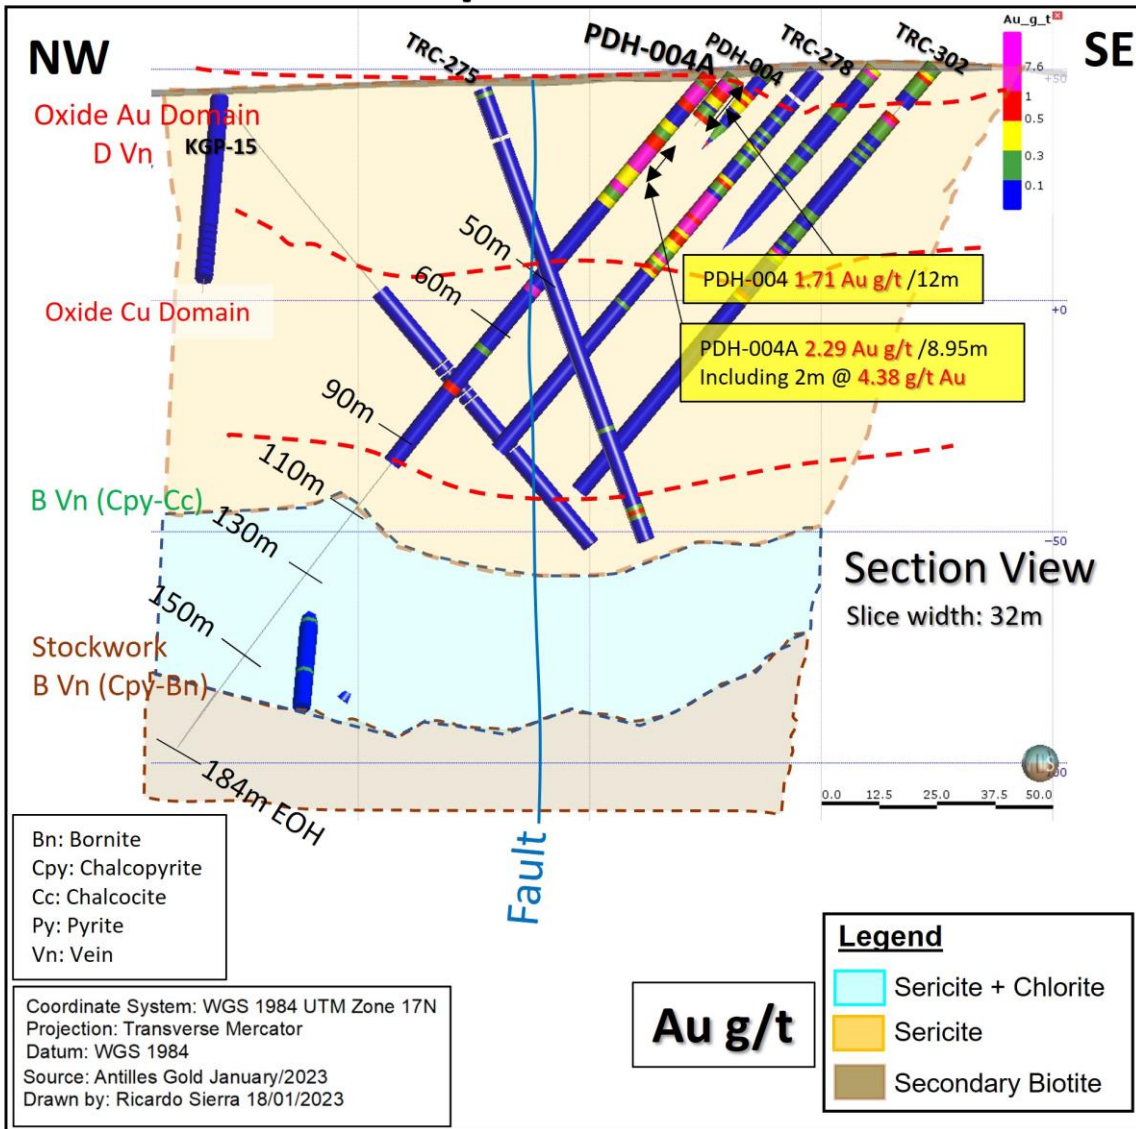 NW
SE
TRC-275
PDH-004A
PDH-004
TRC-278
TRC-302
Au_g_t
7.6
1
0.5
0.3
0.1
+50
Oxide Au Domain
D Vn
KGP-15
50m
60m
PDH-004 1.71 Au g/t /12m
Oxide Cu Domain
+0
PDH-004A 2.29 Au g/t /8.95m
Including 2m @ 4.38 g/t Au
90m
110m
B Vn (Cpy-Cc)
130m
-50
Section View
Slice width: 32m
150m
Stockwork
B Vn (Cpy-Bn)
184m EOH
0.0 12.5 25.0 37.5 50.0
Fault
Bn: Bornite
Cpy: Chalcopyrite
Cc: Chalcocite
Py: Pyrite
Vn: Vein
Coordinate System: WGS 1984 UTM Zone 17N
Projection: Transverse Mercator
Datum: WGS 1984
Source: Antilles Gold January/2023
Drawn by: Ricardo Sierra 18/01/2023
Au g/t
Legend
Sericite + Chlorite
Sericite
Secondary Biotite